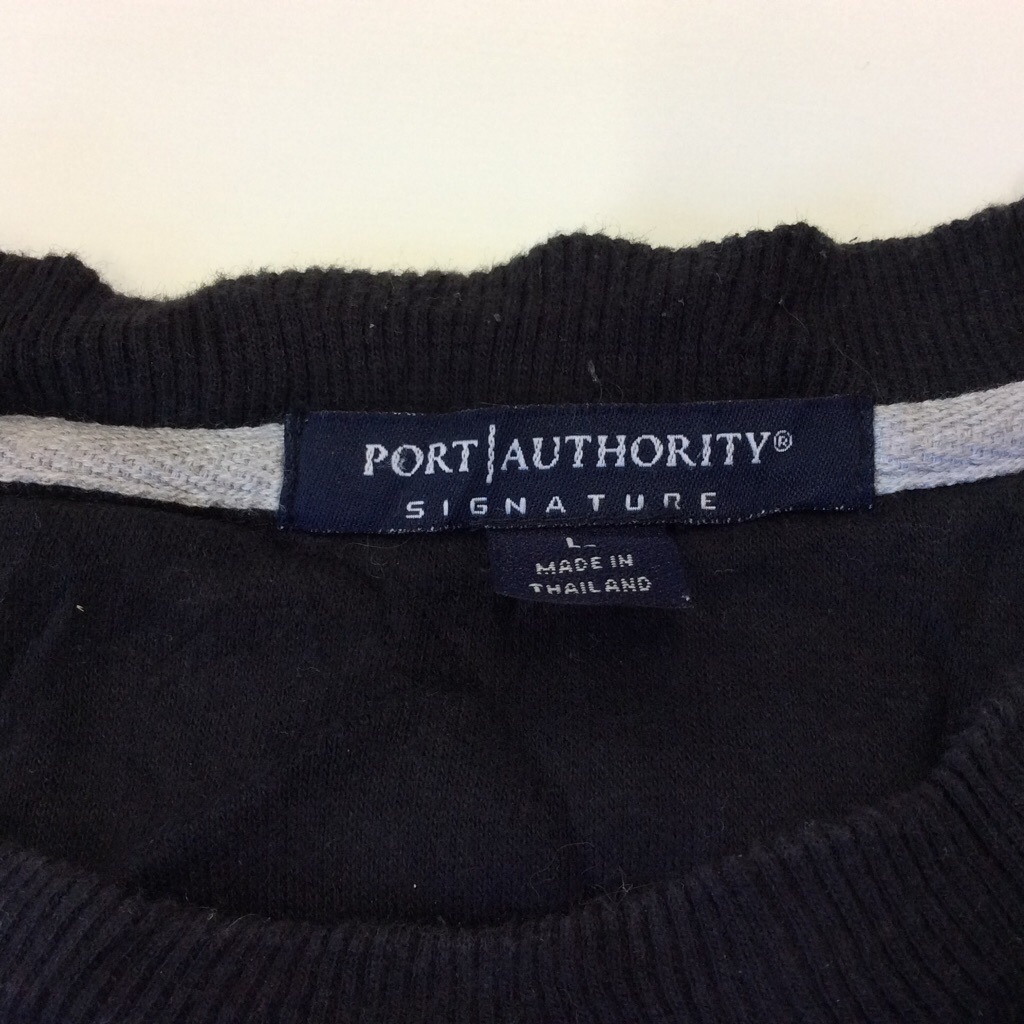 PORT|AUTHORITY®
SIGNATURE
L
MADE IN
THAILAND